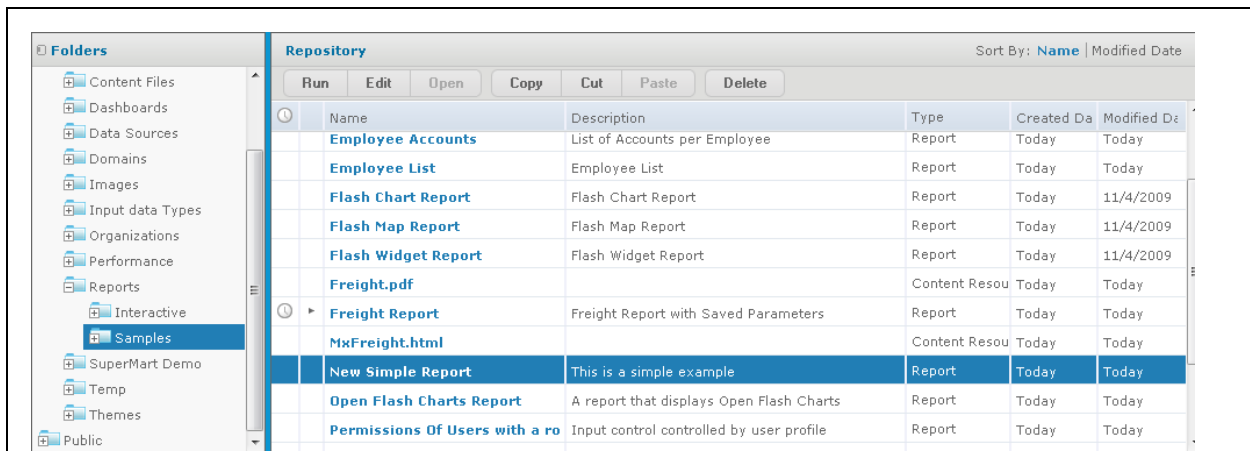 Folders
Content Files
Dashboards
Data Sources
Domains
Images
Input data Types
Organizations
Performance
Reports
Interactive
Samples
SuperMart Demo
Temp
Themes
Public
Repository
Sort By: Name | Modified Date
Run Edit Open Copy Cut Paste Delete
Name Description Type Created Da Modified Da
Employee Accounts List of Accounts per Employee Report Today Today
Employee List Employee List Report Today Today
Flash Chart Report Flash Chart Report Report Today 11/4/2009
Flash Map Report Flash Map Report Report Today 11/4/2009
Flash Widget Report Flash Widget Report Report Today 11/4/2009
Freight.pdf Content Resou Today Today
Freight Report Freight Report with Saved Parameters Report Today Today
MxFreight.html Content Resou Today Today
New Simple Report This is a simple example Report Today Today
Open Flash Charts Report A report that displays Open Flash Charts Report Today Today
Permissions Of Users with a ro Input control controlled by user profile Report Today Today